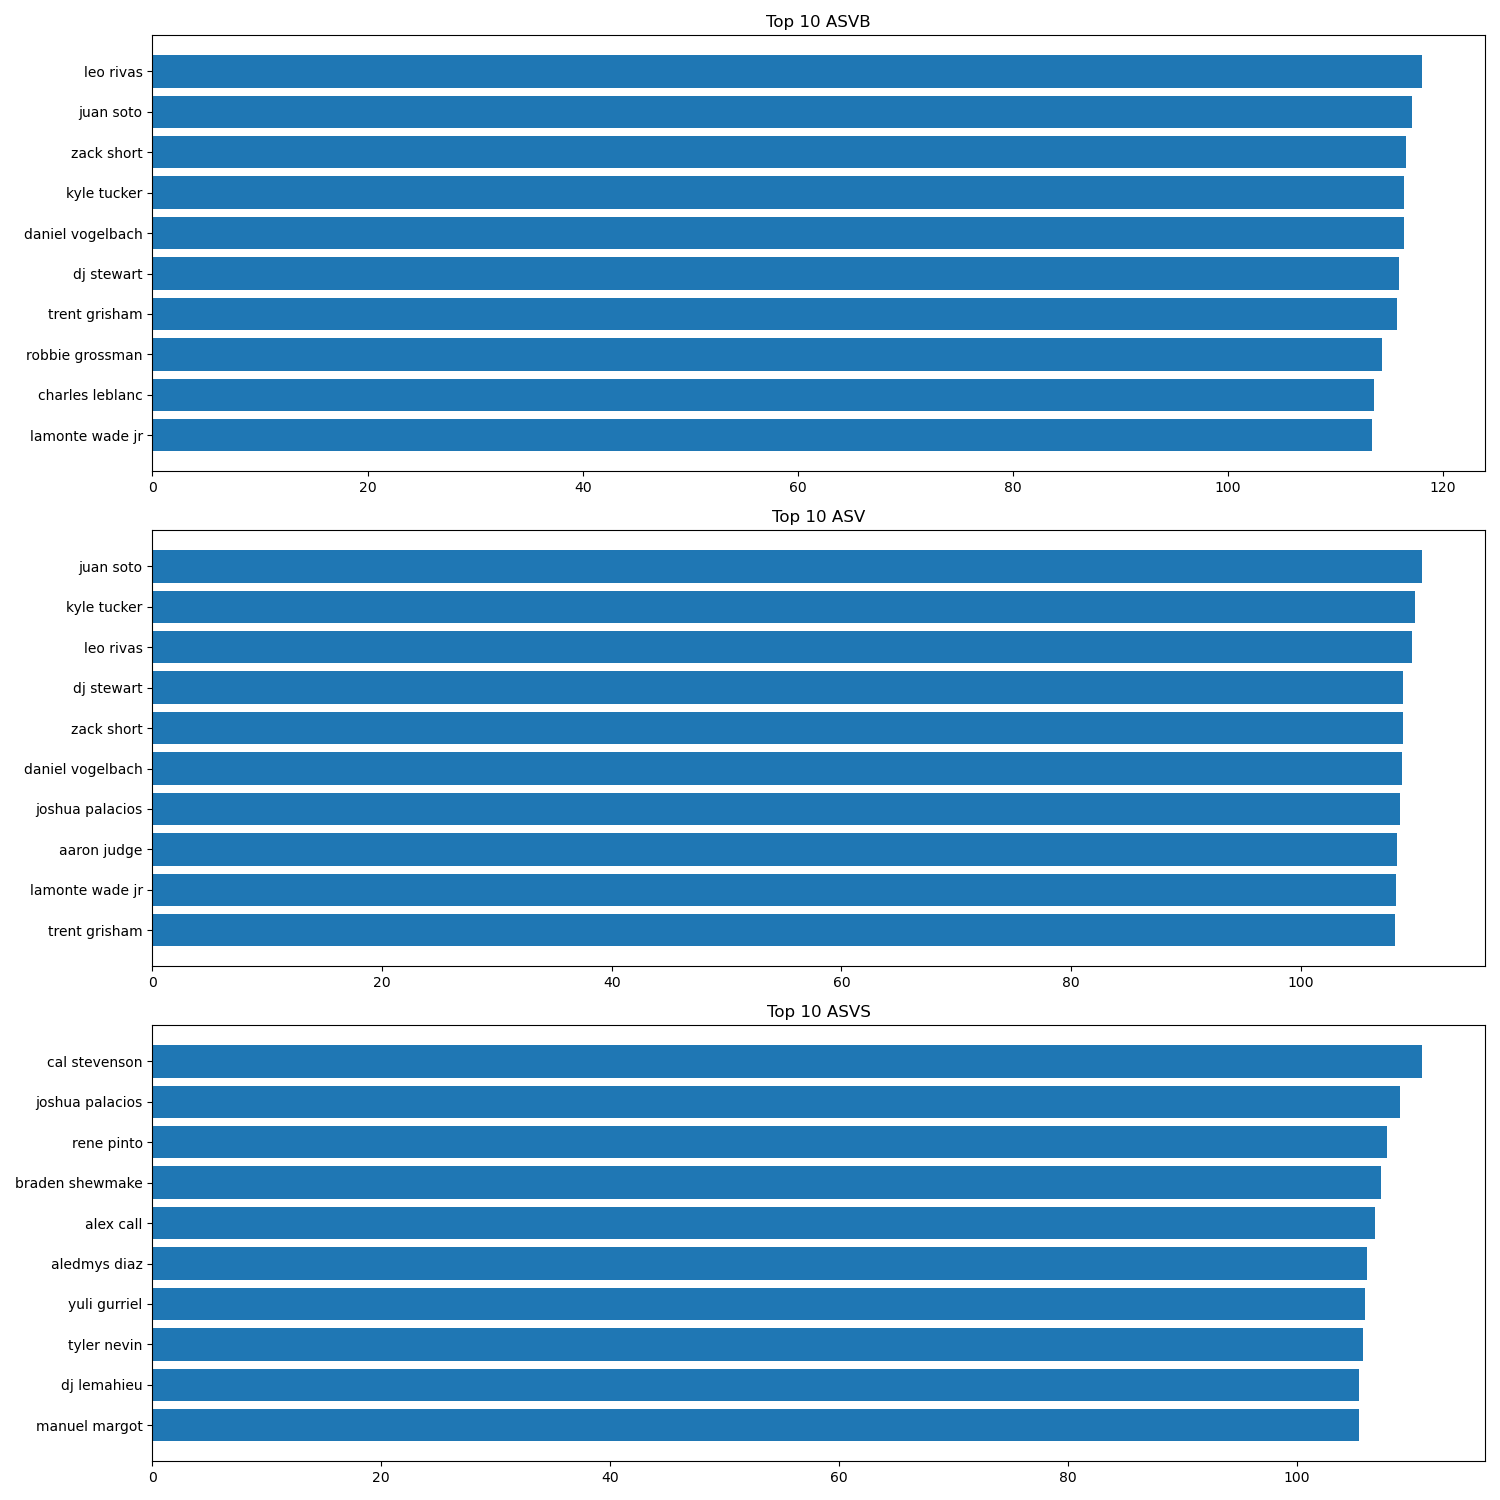 Top 10 ASVB
leo rivas
juan soto
zack short
kyle tucker
daniel vogelbach
dj stewart
trent grisham
robbie grossman
charles leblanc
lamonte wade jr
0 20 40 60 80 100 120
Top 10 ASV
juan soto
kyle tucker
leo rivas
dj stewart
zack short
daniel vogelbach
joshua palacios
aaron judge
lamonte wade jr
trent grisham
0 20 40 60 80 100
Top 10 ASVS
cal stevenson
joshua palacios
rene pinto
braden shewmake
alex call
aledmys diaz
yuli gurriel
tyler nevin
dj lemahieu
manuel margot
0 20 40 60 80 100